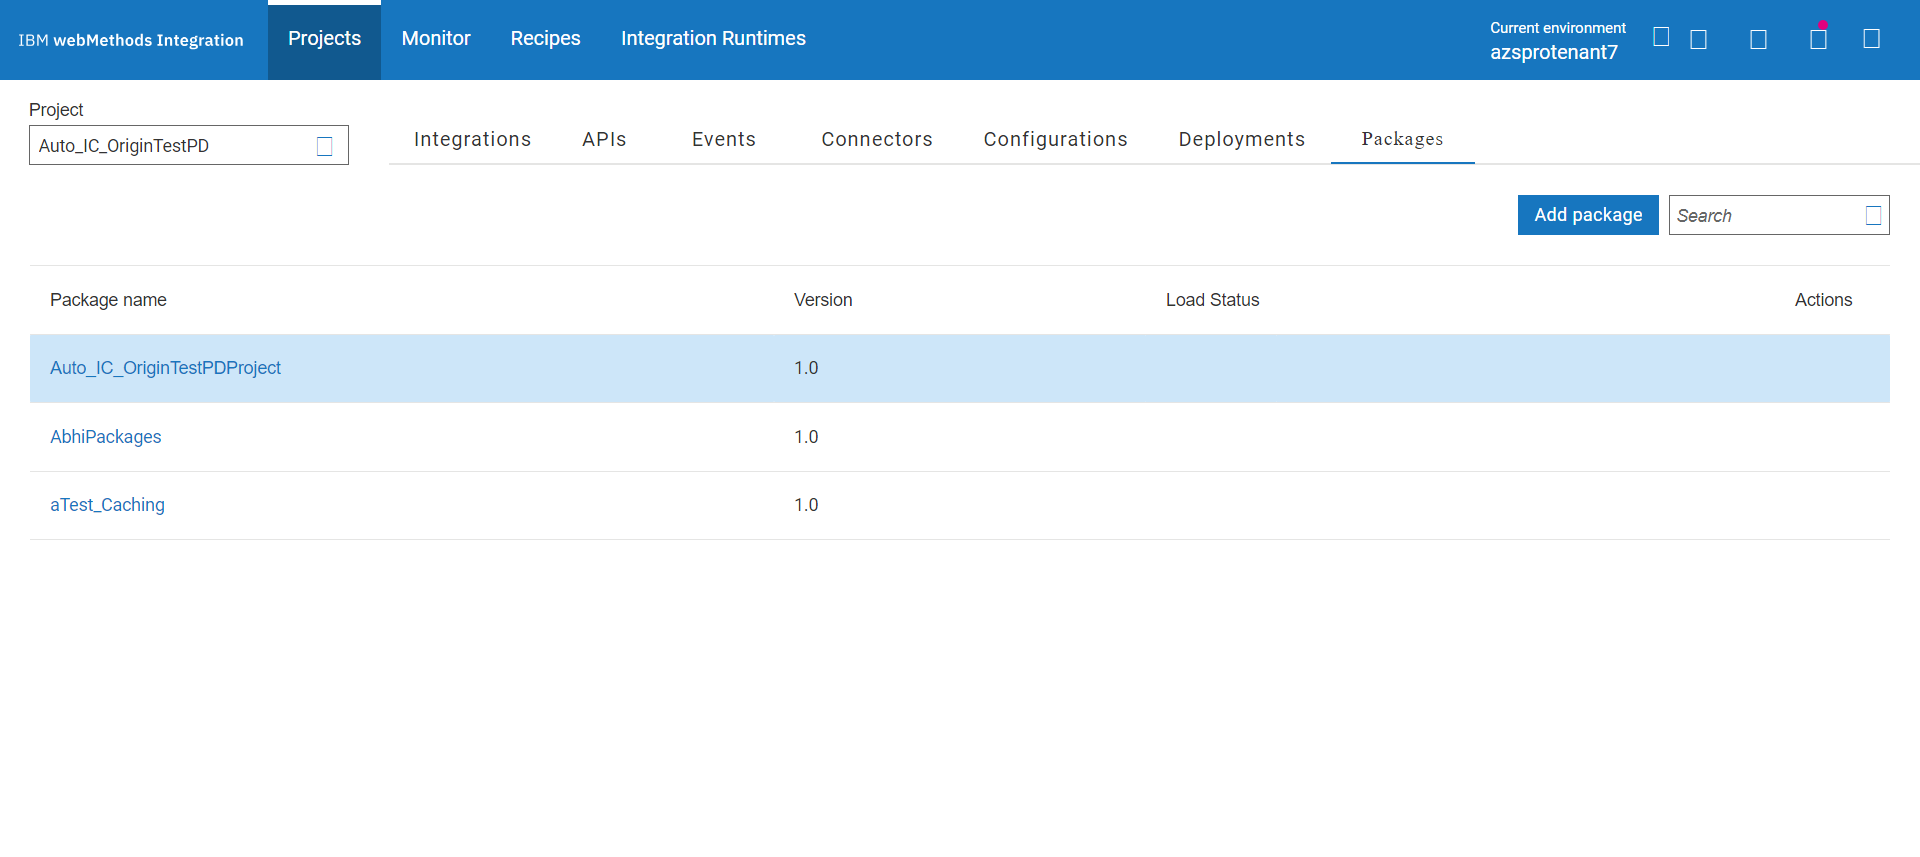 IBM webMethods Integration
Projects
Monitor
Recipes
Integration Runtimes
Current environment
azsprotenant7
Project
Auto_IC_OriginTestPD
Integrations
APIs
Events
Connectors
Configurations
Deployments
Packages
Add package
Search
Package name
Version
Load Status
Actions
Auto_IC_OriginTestPDProject
1.0
AbhiPackages
1.0
aTest_Caching
1.0